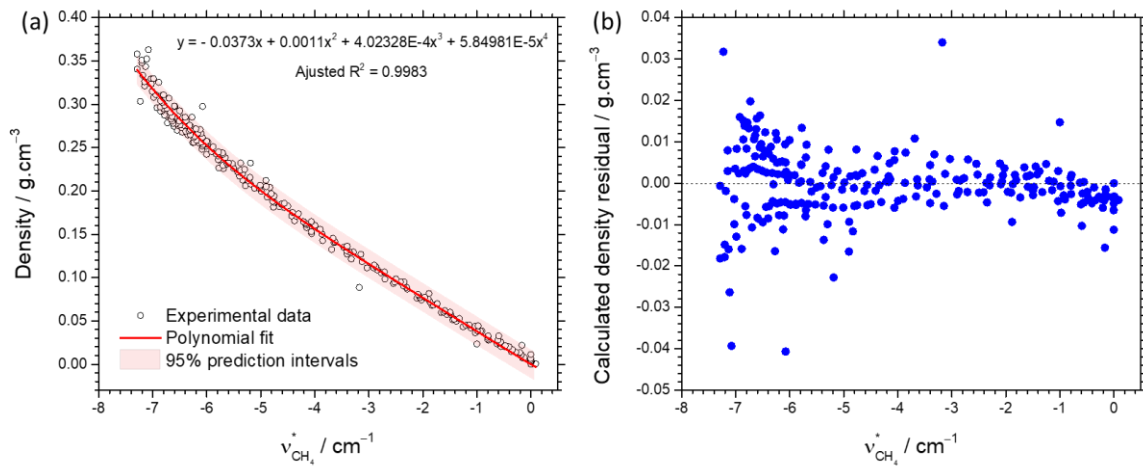 (a)
y = - 0.0373x + 0.0011x² + 4.02328E-4x³ + 5.84981E-5x⁴
Ajusted R² = 0.9983
0.40
0.35
0.30
0.25
0.20
0.15
0.10
0.05
0.00
Density / g.cm⁻³
Experimental data
Polynomial fit
95% prediction intervals
-8 -7 -6 -5 -4 -3 -2 -1 0
ν*CH₄ / cm⁻¹
(b)
0.04
0.03
0.02
0.01
0.00
-0.01
-0.02
-0.03
-0.04
-0.05
Calculated density residual / g.cm⁻³
-8 -7 -6 -5 -4 -3 -2 -1 0
ν*CH₄ / cm⁻¹